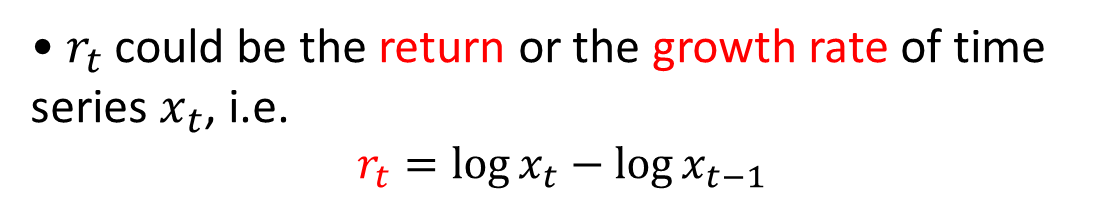 • rₜ could be the return or the growth rate of time
series xₜ, i.e.
rₜ = log xₜ − log xₜ₋₁